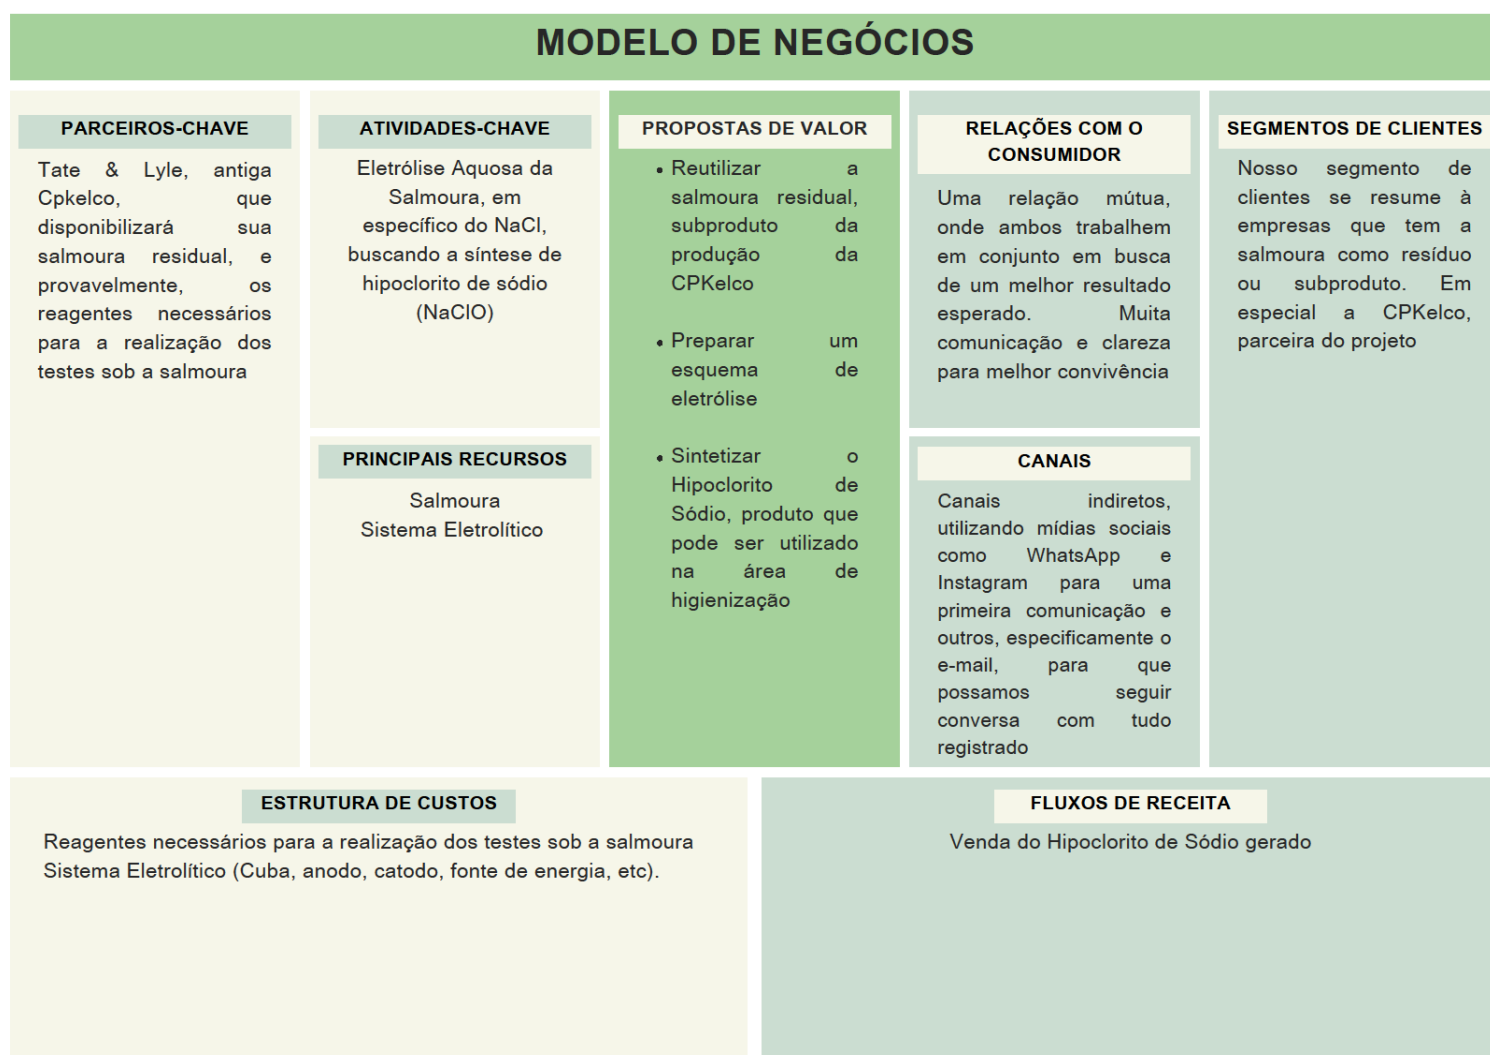 MODELO DE NEGÓCIOS
PARCEIROS-CHAVE
Tate & Lyle, antiga
Cpkelco, que
disponibilizará sua
salmoura residual, e
provavelmente, os
reagentes necessários
para a realização dos
testes sob a salmoura
ATIVIDADES-CHAVE
Eletrólise Aquosa da
Salmoura, em
específico do NaCl,
buscando a síntese de
hipoclorito de sódio
(NaClO)
PRINCIPAIS RECURSOS
Salmoura
Sistema Eletrolítico
PROPOSTAS DE VALOR
• Reutilizar a
salmoura residual,
subproduto da
produção da
CPKelco
• Preparar um
esquema de
eletrólise
• Sintetizar o
Hipoclorito de
Sódio, produto que
pode ser utilizado
na área de
higienização
RELAÇÕES COM O
CONSUMIDOR
Uma relação mútua,
onde ambos trabalhem
em conjunto em busca
de um melhor resultado
esperado. Muita
comunicação e clareza
para melhor convivência
CANAIS
Canais indiretos,
utilizando mídias sociais
como WhatsApp e
Instagram para uma
primeira comunicação e
outros, especificamente o
e-mail, para que
possamos seguir
conversa com tudo
registrado
SEGMENTOS DE CLIENTES
Nosso segmento de
clientes se resume à
empresas que tem a
salmoura como resíduo
ou subproduto. Em
especial a CPKelco,
parceira do projeto
ESTRUTURA DE CUSTOS
Reagentes necessários para a realização dos testes sob a salmoura
Sistema Eletrolítico (Cuba, anodo, catodo, fonte de energia, etc).
FLUXOS DE RECEITA
Venda do Hipoclorito de Sódio gerado